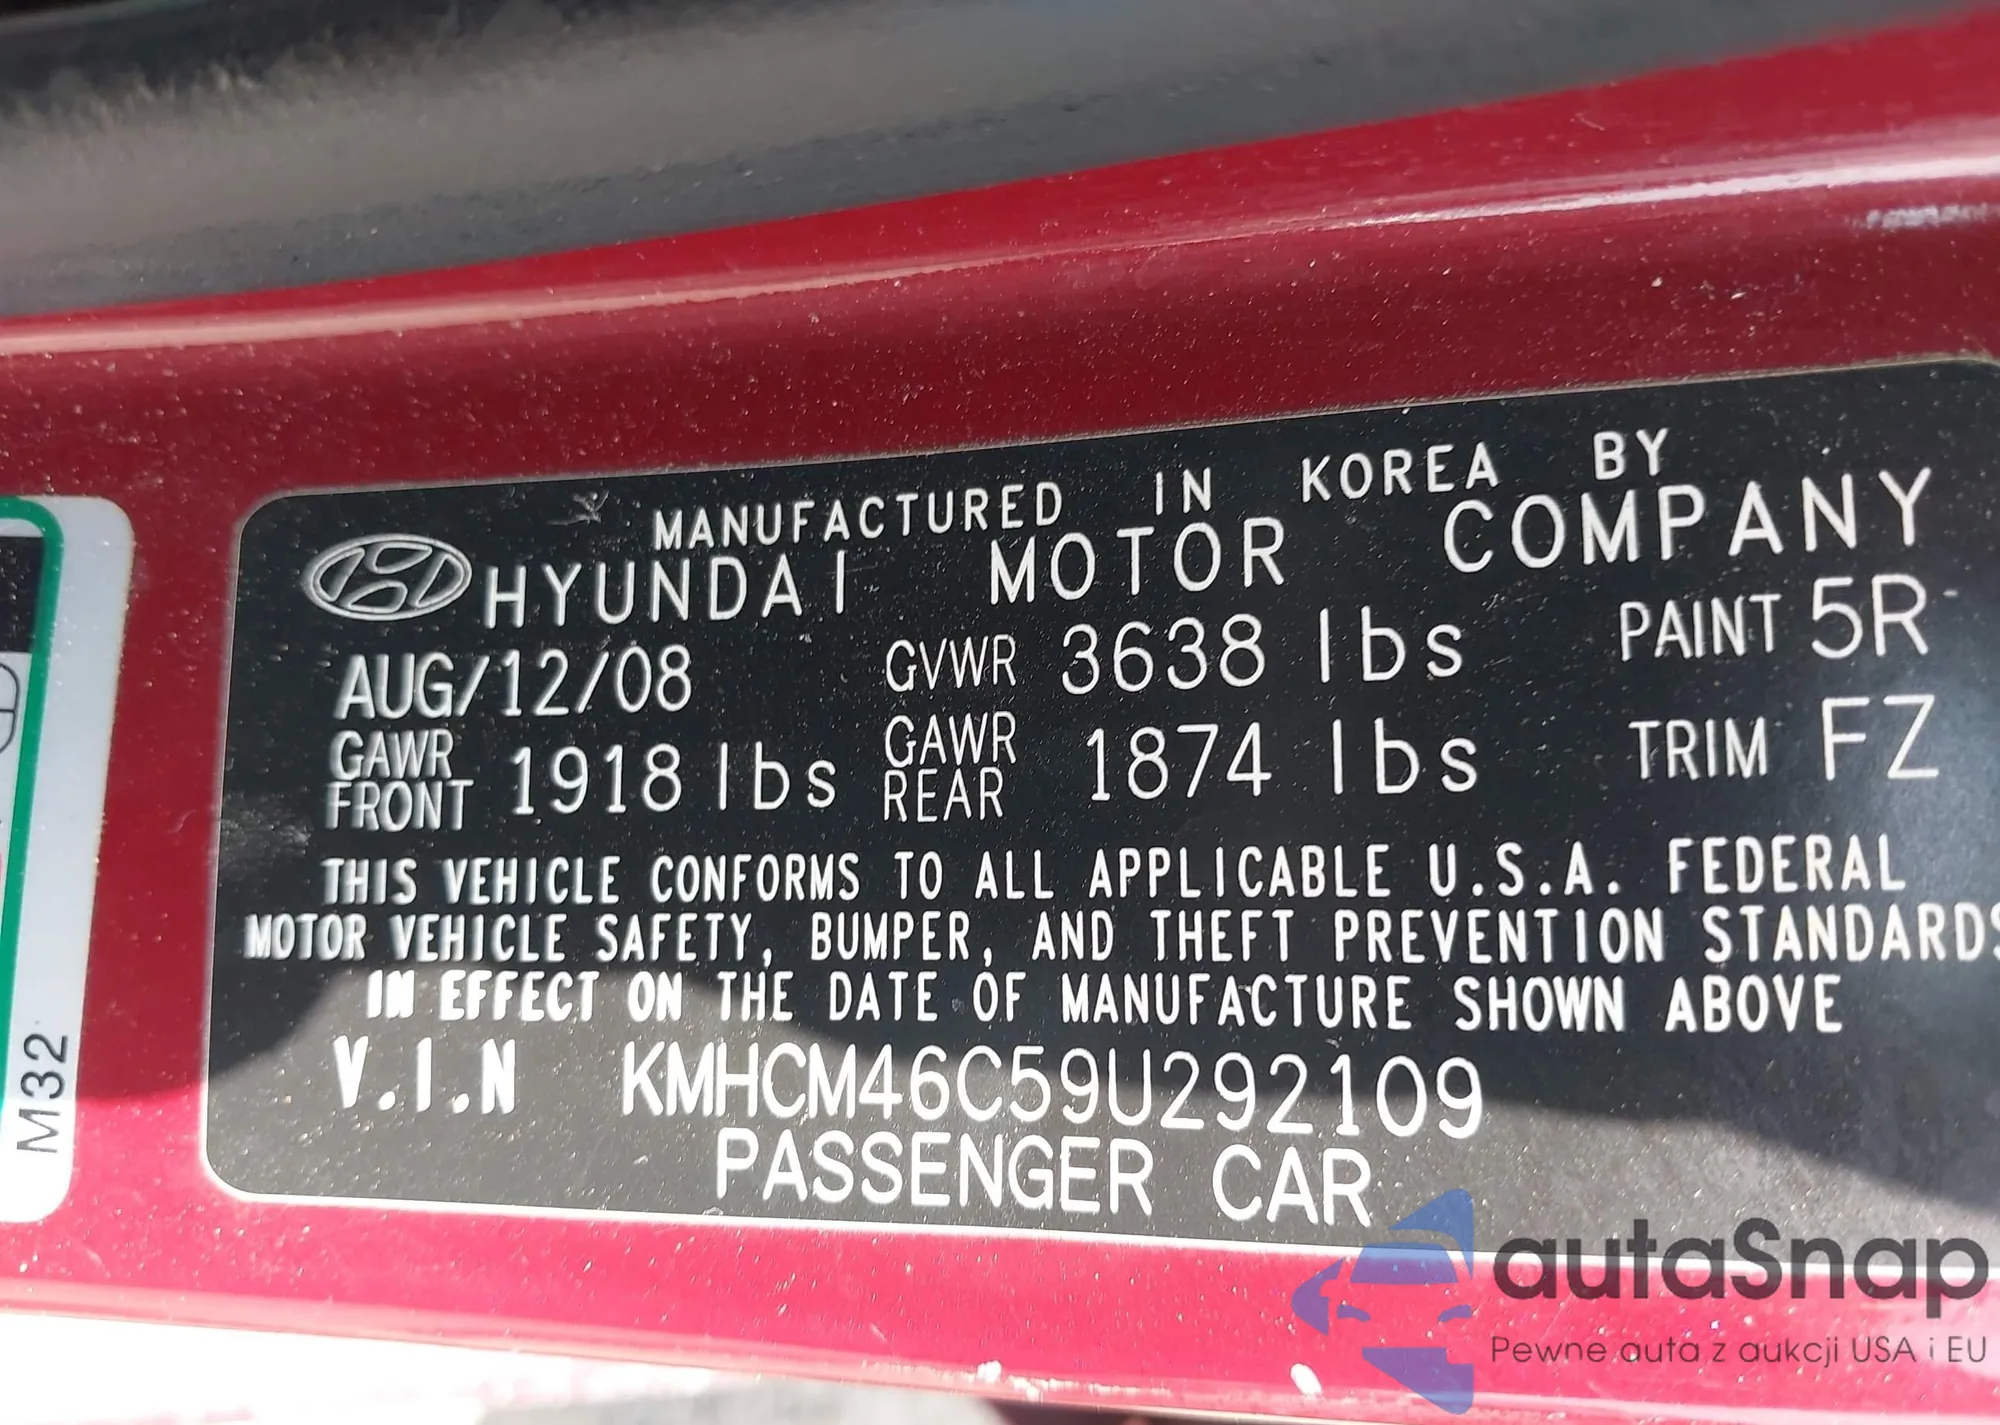 MANUFACTURED IN KOREA BY
HYUNDAI MOTOR COMPANY
AUG/12/08 GVWR 3638 lbs PAINT 5R
GAWR FRONT 1918 lbs GAWR REAR 1874 lbs TRIM FZ
THIS VEHICLE CONFORMS TO ALL APPLICABLE U.S.A. FEDERAL
MOTOR VEHICLE SAFETY, BUMPER, AND THEFT PREVENTION STANDARDS
IN EFFECT ON THE DATE OF MANUFACTURE SHOWN ABOVE
V.I.N KMHCM46C59U292109
PASSENGER CAR
M32
autaSnap
Pewne auta z aukcji USA i EU